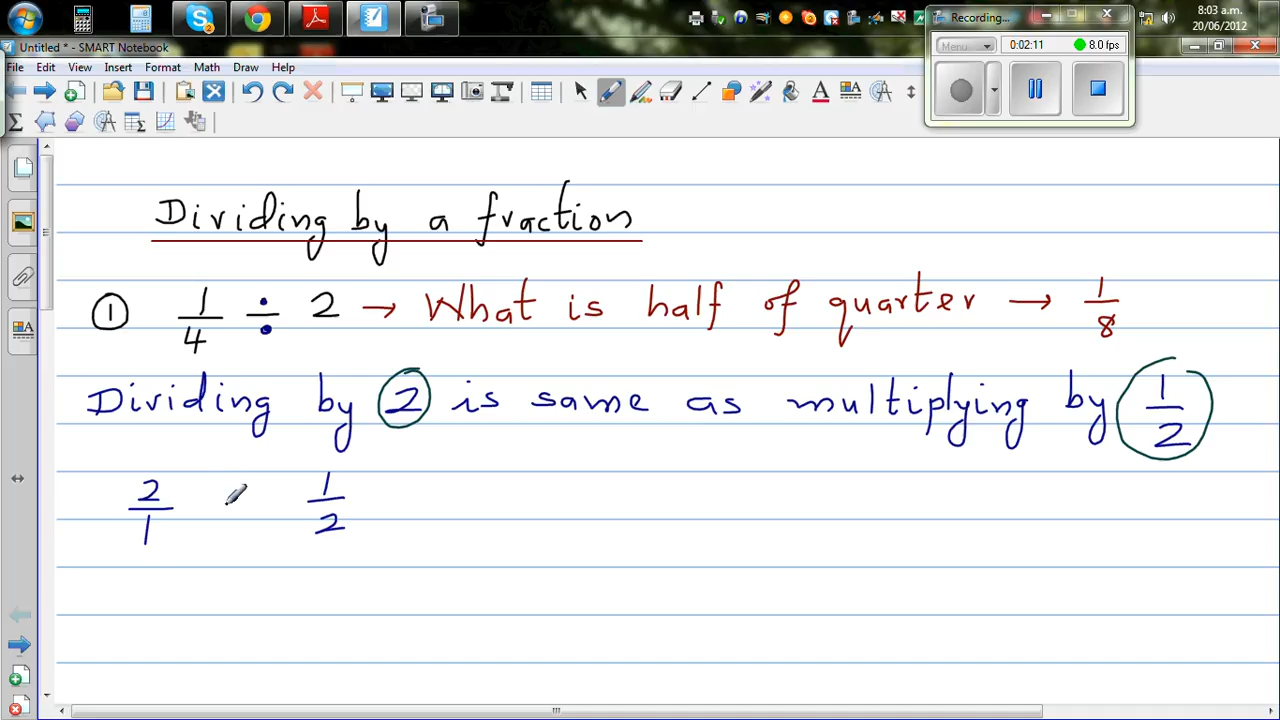 8:03 a.m.
20/06/2012
Recording...
Menu
0:02:11
8.0 fps
Untitled * - SMART Notebook
File Edit View Insert Format Math Draw Help
Dividing by a fraction
① 1/4 ÷ 2 → What is half of quarter → 1/8
Dividing by 2 is same as multiplying by 1/2
2/1 1/2